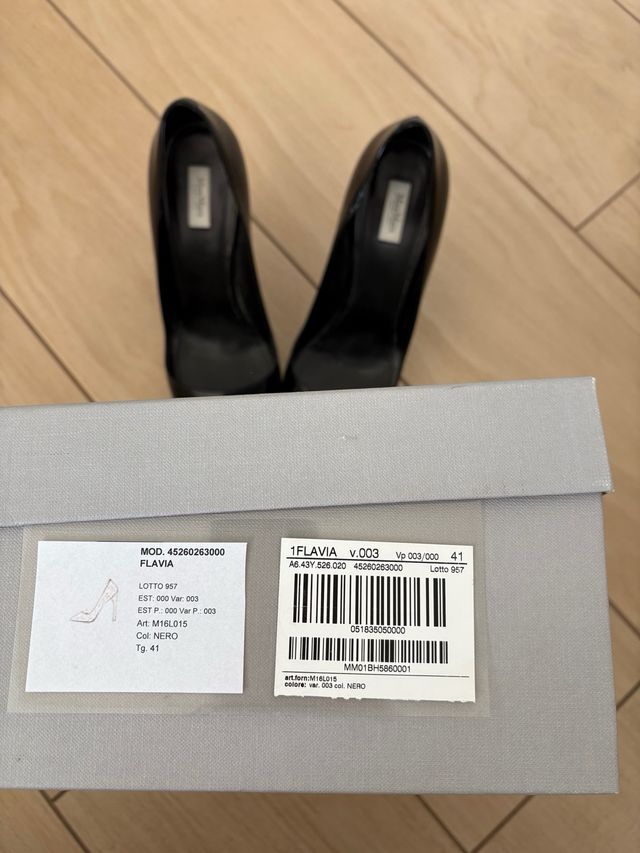 MaxMara
MaxMara
MOD. 45260263000
FLAVIA
LOTTO 957
EST: 000 Var: 003
EST P.: 000 Var P.: 003
Art: M16L015
Col: NERO
Tg. 41
1FLAVIA v.003 Vp 003/000 41
A6.43Y.526.020 45260263000 Lotto 957
051835050000
MM01BH5860001
art.forn:M16L015
colore: var. 003 col. NERO